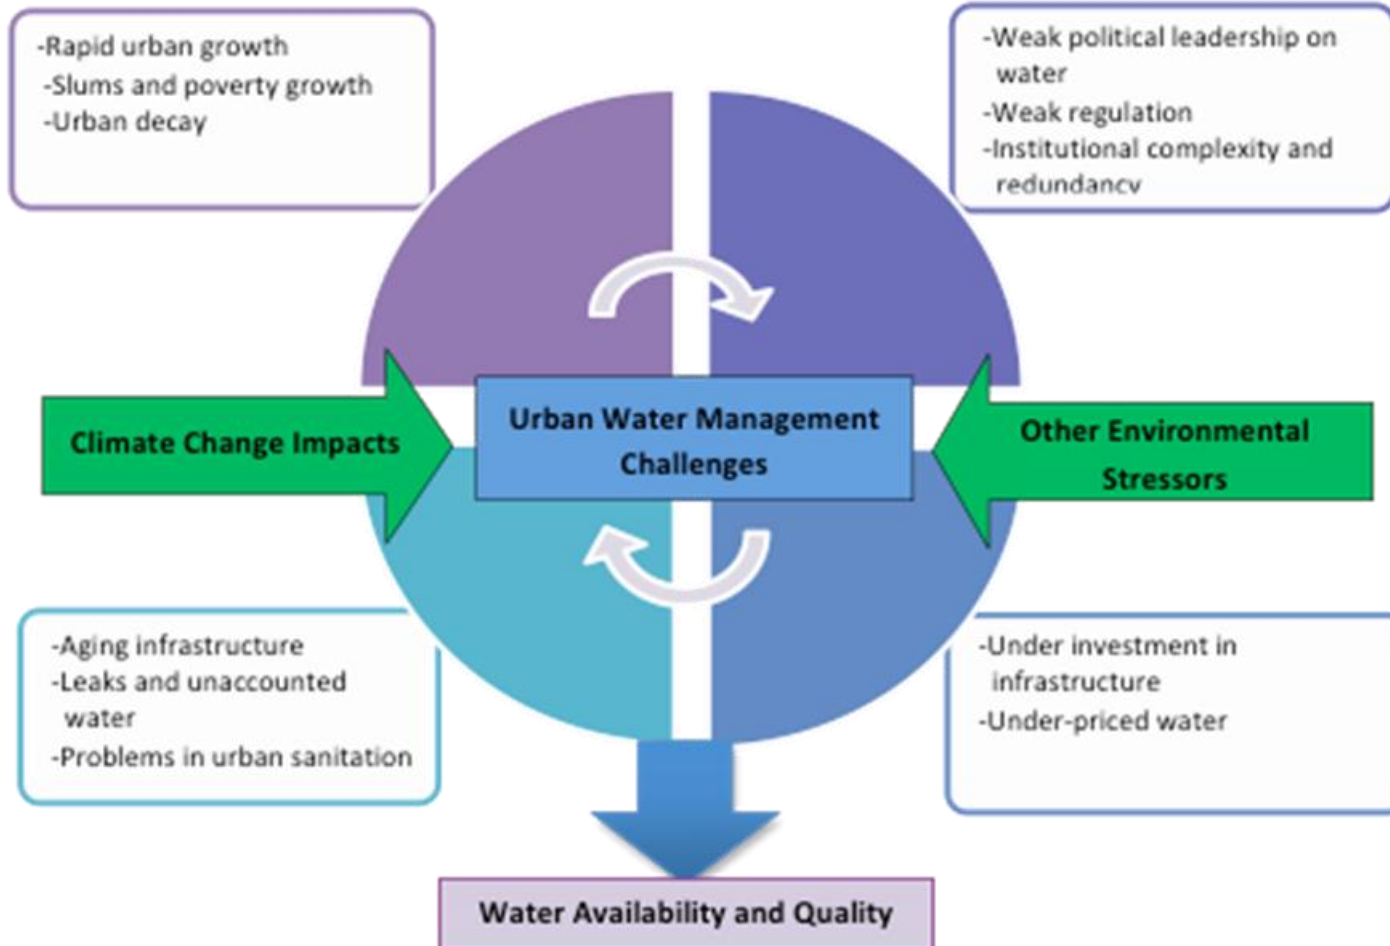 -Rapid urban growth
-Slums and poverty growth
-Urban decay
-Weak political leadership on
water
-Weak regulation
-Institutional complexity and
redundancy
Climate Change Impacts
Urban Water Management
Challenges
Other Environmental
Stressors
-Aging infrastructure
-Leaks and unaccounted
water
-Problems in urban sanitation
-Under investment in
infrastructure
-Under-priced water
Water Availability and Quality